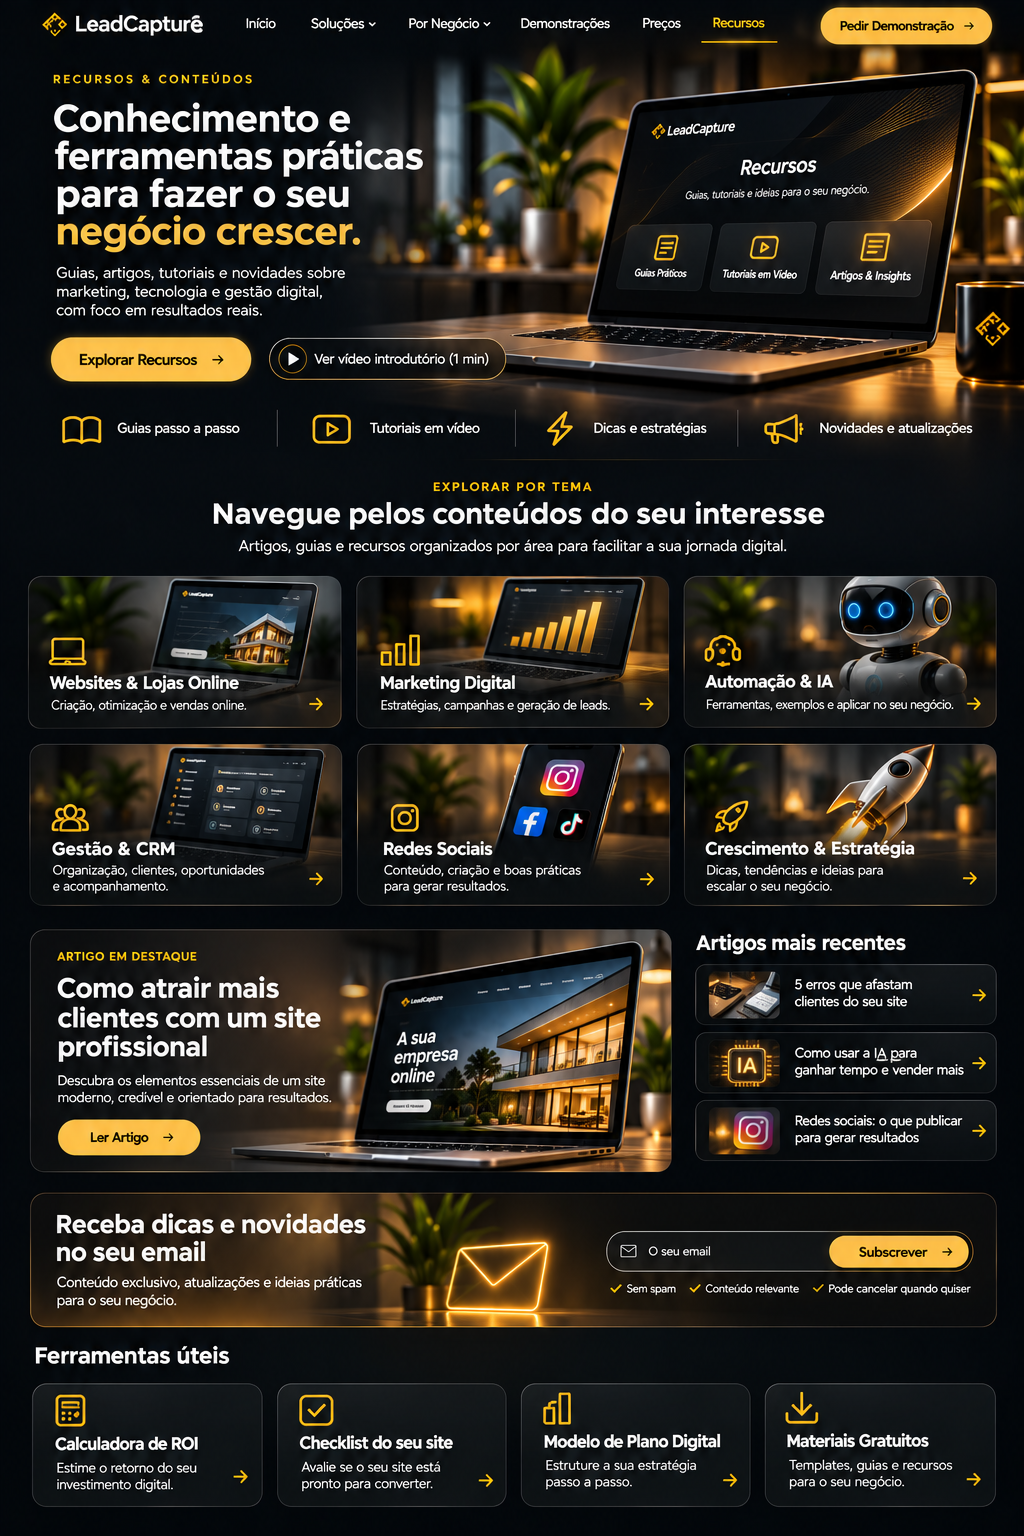 LeadCapturê
Início
Soluções
Por Negócio
Demonstrações
Preços
Recursos
Pedir Demonstração →
RECURSOS & CONTEÚDOS
Conhecimento e
ferramentas práticas
para fazer o seu
negócio crescer.
Guias, artigos, tutoriais e novidades sobre
marketing, tecnologia e gestão digital,
com foco em resultados reais.
Explorar Recursos →
Ver vídeo introdutório (1 min)
LeadCapture
Recursos
Guias, tutoriais e ideias para o seu negócio.
Guias Práticos
Tutoriais em Vídeo
Artigos & Insights
Guias passo a passo
Tutoriais em vídeo
Dicas e estratégias
Novidades e atualizações
EXPLORAR POR TEMA
Navegue pelos conteúdos do seu interesse
Artigos, guias e recursos organizados por área para facilitar a sua jornada digital.
LeadCapture
Websites & Lojas Online
Criação, otimização e vendas online. →
Marketing Digital
Estratégias, campanhas e geração de leads. →
Automação & IA
Ferramentas, exemplos e aplicar no seu negócio. →
Gestão & CRM
Organização, clientes, oportunidades
e acompanhamento. →
Redes Sociais
Conteúdo, criação e boas práticas
para gerar resultados. →
Crescimento & Estratégia
Dicas, tendências e ideias para
escalar o seu negócio. →
ARTIGO EM DESTAQUE
Como atrair mais
clientes com um site
profissional
Descubra os elementos essenciais de um site
moderno, credível e orientado para resultados.
Ler Artigo →
LeadCapture
A sua
empresa
online
Artigos mais recentes
5 erros que afastam
clientes do seu site →
IA
Como usar a IA para
ganhar tempo e vender mais →
Redes sociais: o que publicar
para gerar resultados →
Receba dicas e novidades
no seu email
Conteúdo exclusivo, atualizações e ideias práticas
para o seu negócio.
O seu email
Subscrever →
Sem spam
Conteúdo relevante
Pode cancelar quando quiser
Ferramentas úteis
Calculadora de ROI
Estime o retorno do seu
investimento digital. →
Checklist do seu site
Avalie se o seu site está
pronto para converter. →
Modelo de Plano Digital
Estruture a sua estratégia
passo a passo. →
Materiais Gratuitos
Templates, guias e recursos
para o seu negócio. →